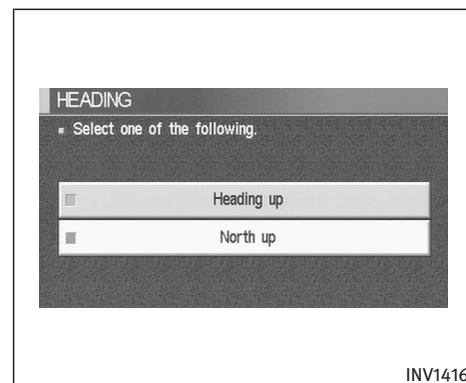 HEADING
Select one of the following.
Heading up
North up
INV1416